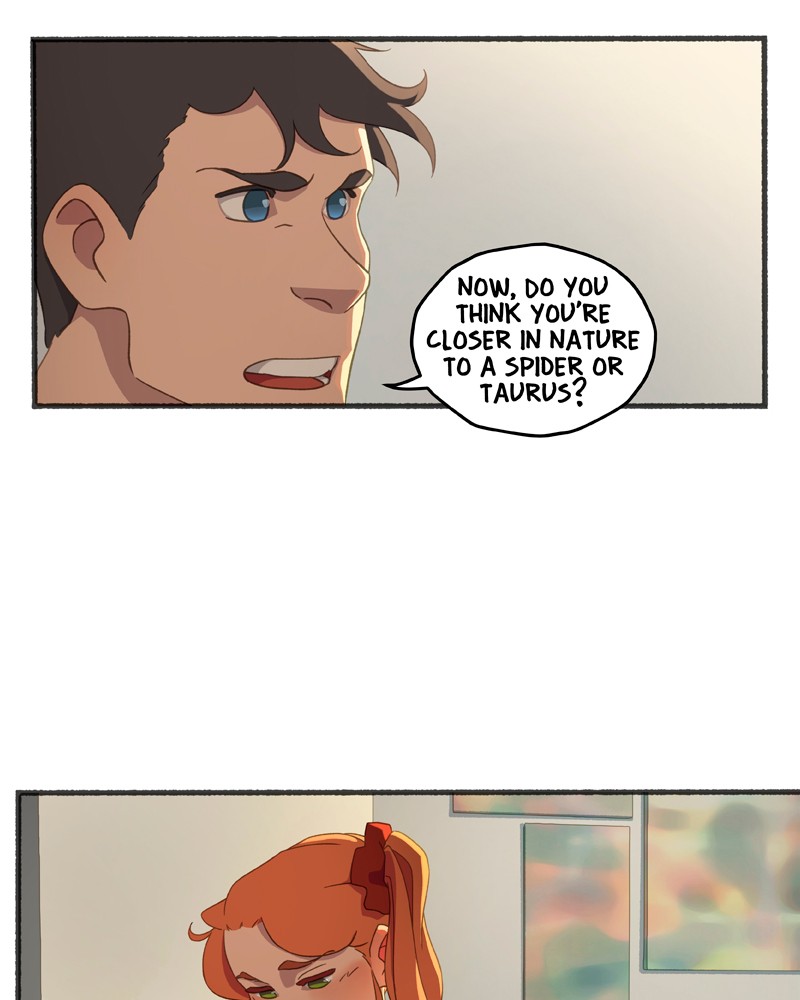 NOW, DO YOU
THINK YOU'RE
CLOSER IN NATURE
TO A SPIDER OR
TAURUS?